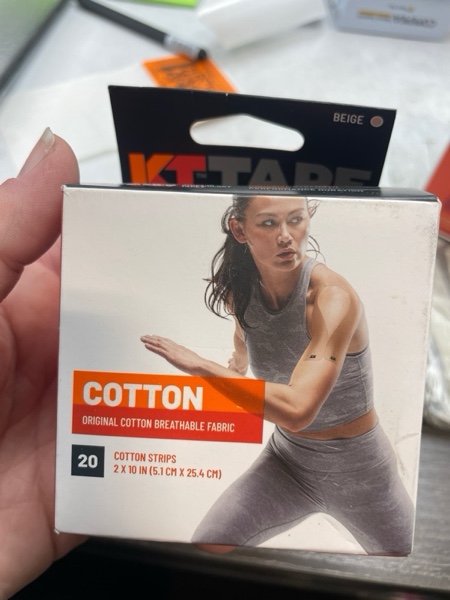 BEIGE
KT TAPE™
COTTON
ORIGINAL COTTON BREATHABLE FABRIC
20
COTTON STRIPS
2 X 10 IN (5.1 CM X 25.4 CM)